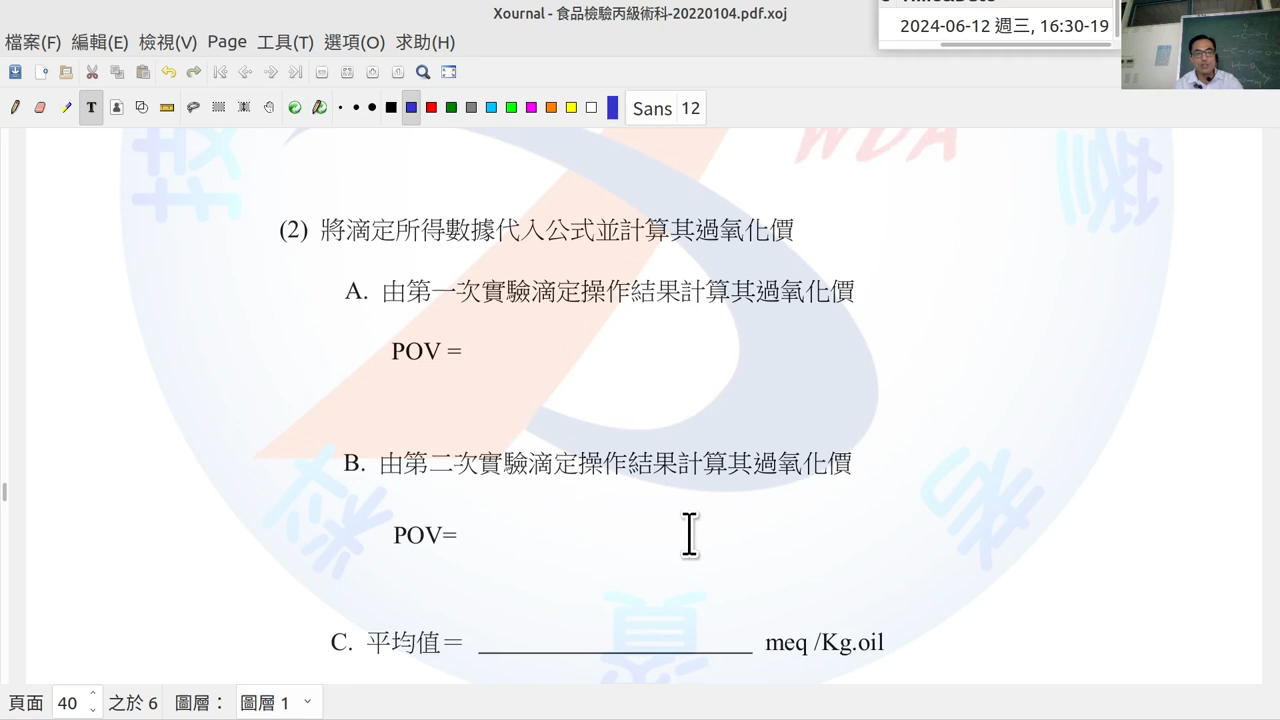 Xournal - 食品檢驗丙級術科-20220104.pdf.xoj
2024-06-12 週三, 16:30-19
檔案(F) 編輯(E) 檢視(V) Page 工具(T) 選項(O) 求助(H)
T
Sans 12
WDA
(2) 將滴定所得數據代入公式並計算其過氧化價
A. 由第一次實驗滴定操作結果計算其過氧化價
POV =
B. 由第二次實驗滴定操作結果計算其過氧化價
POV=
C. 平均值＝ ____________________ meq /Kg.oil
頁面 40 之於 6 圖層： 圖層 1